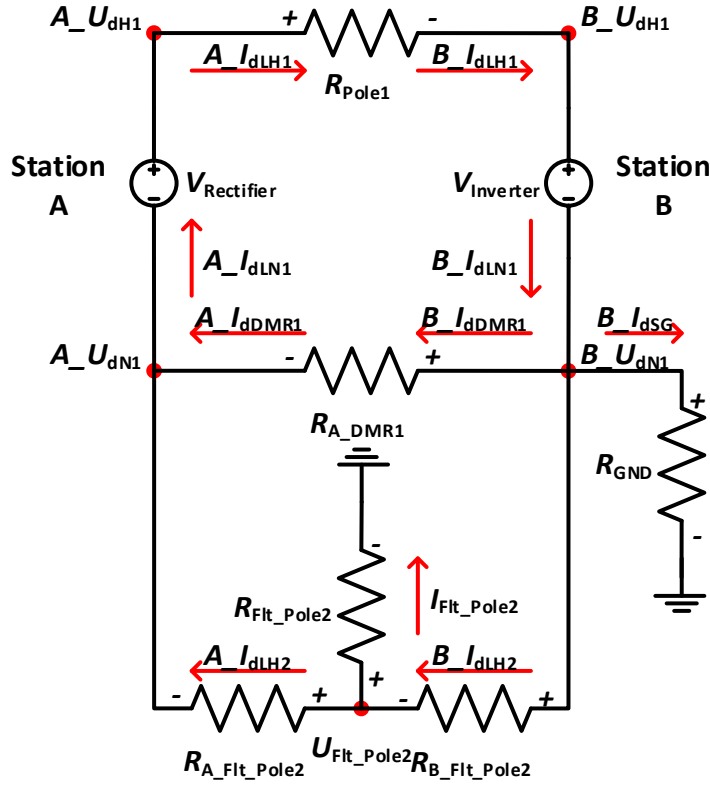 A_UdH1
B_UdH1
+ -
A_IdLH1
B_IdLH1
RPole1
Station
A
+
-
VRectifier
VInverter
+
-
Station
B
A_IdLN1
B_IdLN1
A_IdDMR1
B_IdDMR1
B_IdSG
A_UdN1
- +
B_UdN1
RA_DMR1
+
RGND
-
-
RFlt_Pole2
IFlt_Pole2
+
A_IdLH2
B_IdLH2
- + - +
UFlt_Pole2
RA_Flt_Pole2
RB_Flt_Pole2